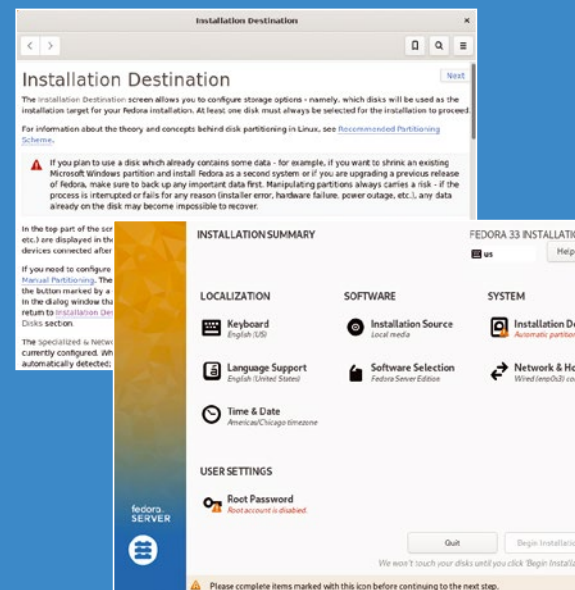 Installation Destination
Installation Destination
Next
The Installation Destination screen allows you to configure storage options - namely, which disks will be used as the
installation target for your Fedora installation. At least one disk must always be selected for the installation to proceed.
For information about the theory and concepts behind disk partitioning in Linux, see Recommended Partitioning
Scheme.
If you plan to use a disk which already contains some data - for example, if you want to shrink an existing
Microsoft Windows partition and install Fedora as a second system or if you are upgrading a previous release
of Fedora, make sure to back up any important data first. Manipulating partitions always carries a risk - if the
process is interrupted or fails for any reason (installer error, hardware failure, power outage, etc.), any data
already on the disk may become impossible to recover.
In the top part of the scr
etc.) are displayed in the
devices connected after
If you need to configure
Manual Partitioning. The
the button marked by a
In the dialog window tha
return to Installation Des
Disks section.
The Specialized & Netwo
currently configured. Wh
automatically detected;
INSTALLATION SUMMARY
FEDORA 33 INSTALLATIO
us
Help
LOCALIZATION
SOFTWARE
SYSTEM
Keyboard
English (US)
Installation Source
Local media
Installation De
Automatic partition
Language Support
English (United States)
Software Selection
Fedora Server Edition
Network & Ho
Wired (enp0s3) co
Time & Date
Americas/Chicago timezone
USER SETTINGS
Root Password
Root account is disabled.
fedora.
SERVER
Quit
Begin Installatio
We won't touch your disks until you click 'Begin Installa
Please complete items marked with this icon before continuing to the next step.